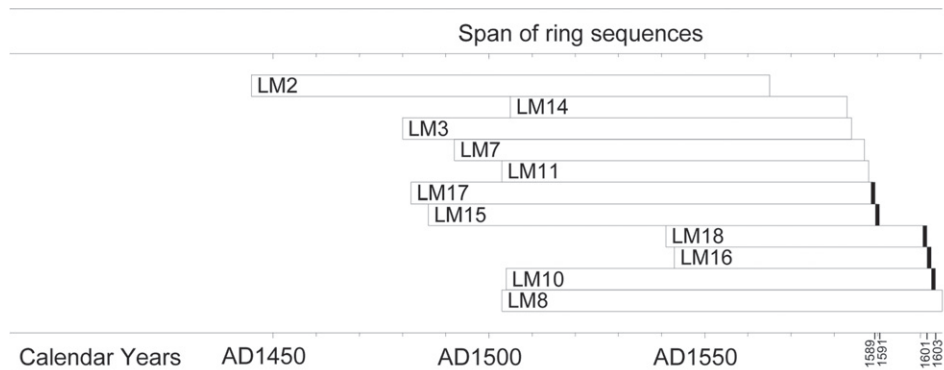 Span of ring sequences
LM2
LM14
LM3
LM7
LM11
LM17
LM15
LM18
LM16
LM10
LM8
Calendar Years AD1450 AD1500 AD1550 1589 1591 1601 1603